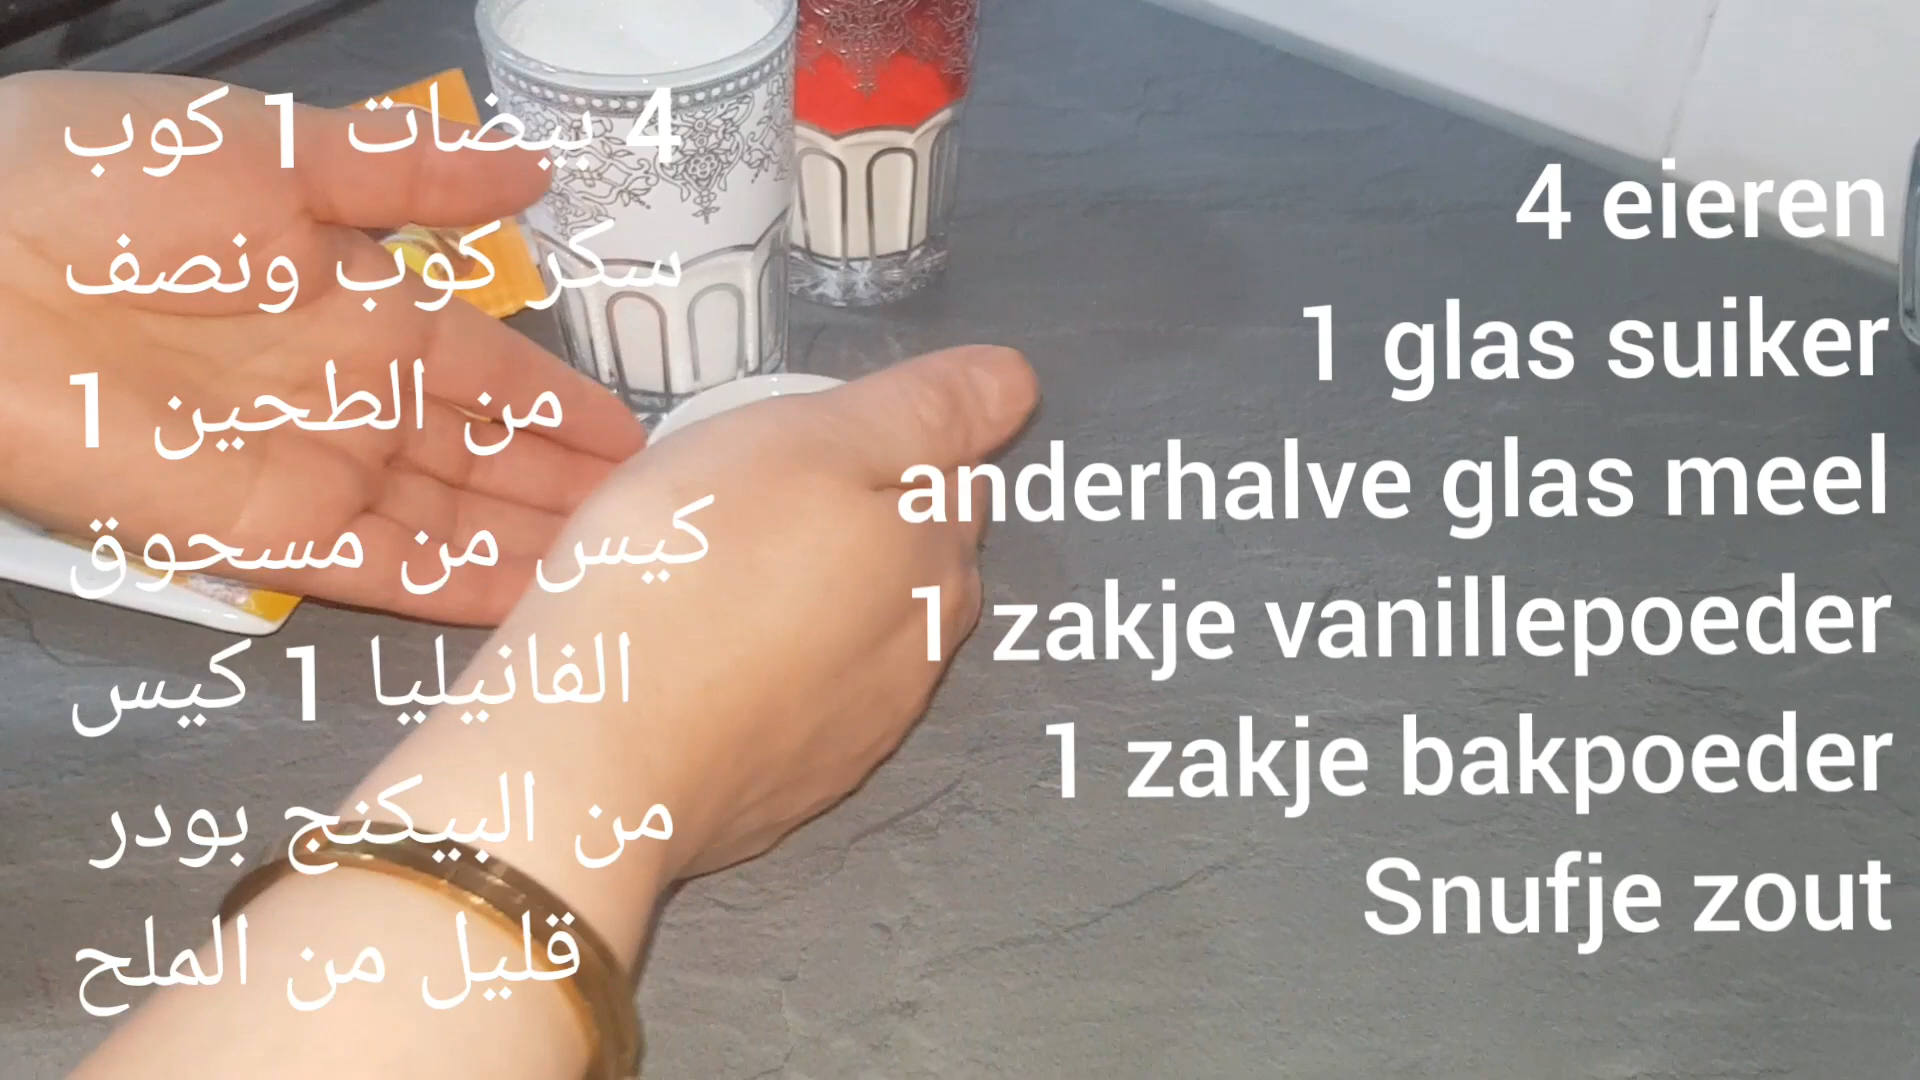 4 بيضات 1 كوب
سكر كوب ونصف
من الطحين 1
كيس من مسحوق
الفانيليا 1 كيس
من البيكنج بودر
قليل من الملح
4 eieren
1 glas suiker
anderhalve glas meel
1 zakje vanillepoeder
1 zakje bakpoeder
Snufje zout